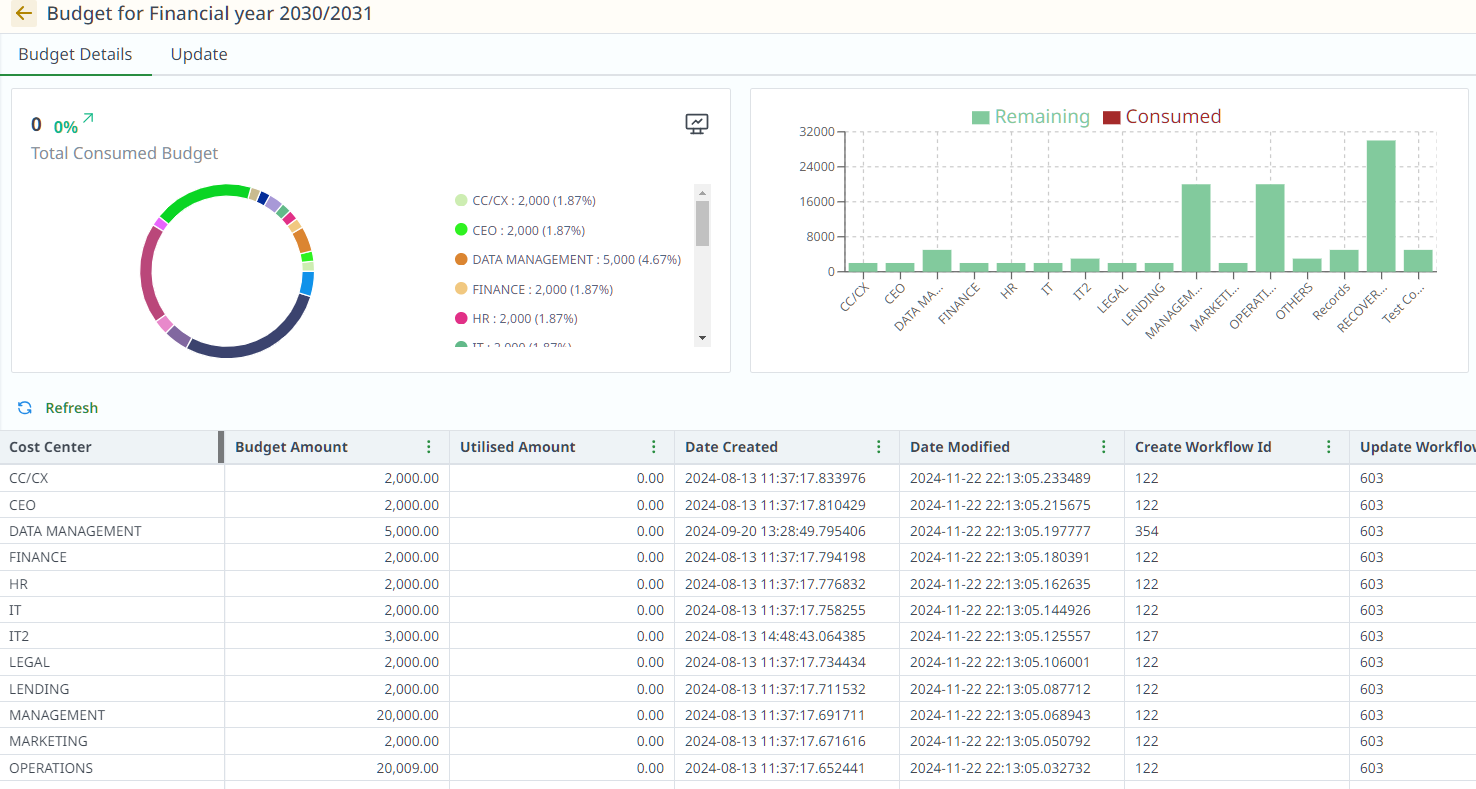 Budget for Financial year 2030/2031
Budget Details Update
0 0%
Total Consumed Budget
CC/CX : 2,000 (1.87%)
CEO : 2,000 (1.87%)
DATA MANAGEMENT : 5,000 (4.67%)
FINANCE : 2,000 (1.87%)
HR : 2,000 (1.87%)
IT : 2,000 (1.87%)
Remaining Consumed
32000
24000
16000
8000
0
CC/CX
CEO
DATA MA...
FINANCE
HR
IT
IT2
LEGAL
LENDING
MANAGEM...
MARKETI...
OPERATI...
OTHERS
Records
RECOVER...
Test Co...
Refresh
Cost Center Budget Amount Utilised Amount Date Created Date Modified Create Workflow Id Update Workflow
CC/CX 2,000.00 0.00 2024-08-13 11:37:17.833976 2024-11-22 22:13:05.233489 122 603
CEO 2,000.00 0.00 2024-08-13 11:37:17.810429 2024-11-22 22:13:05.215675 122 603
DATA MANAGEMENT 5,000.00 0.00 2024-09-20 13:28:49.795406 2024-11-22 22:13:05.197777 354 603
FINANCE 2,000.00 0.00 2024-08-13 11:37:17.794198 2024-11-22 22:13:05.180391 122 603
HR 2,000.00 0.00 2024-08-13 11:37:17.776832 2024-11-22 22:13:05.162635 122 603
IT 2,000.00 0.00 2024-08-13 11:37:17.758255 2024-11-22 22:13:05.144926 122 603
IT2 3,000.00 0.00 2024-08-13 14:48:43.064385 2024-11-22 22:13:05.125557 127 603
LEGAL 2,000.00 0.00 2024-08-13 11:37:17.734434 2024-11-22 22:13:05.106001 122 603
LENDING 2,000.00 0.00 2024-08-13 11:37:17.711532 2024-11-22 22:13:05.087712 122 603
MANAGEMENT 20,000.00 0.00 2024-08-13 11:37:17.691711 2024-11-22 22:13:05.068943 122 603
MARKETING 2,000.00 0.00 2024-08-13 11:37:17.671616 2024-11-22 22:13:05.050792 122 603
OPERATIONS 20,009.00 0.00 2024-08-13 11:37:17.652441 2024-11-22 22:13:05.032732 122 603